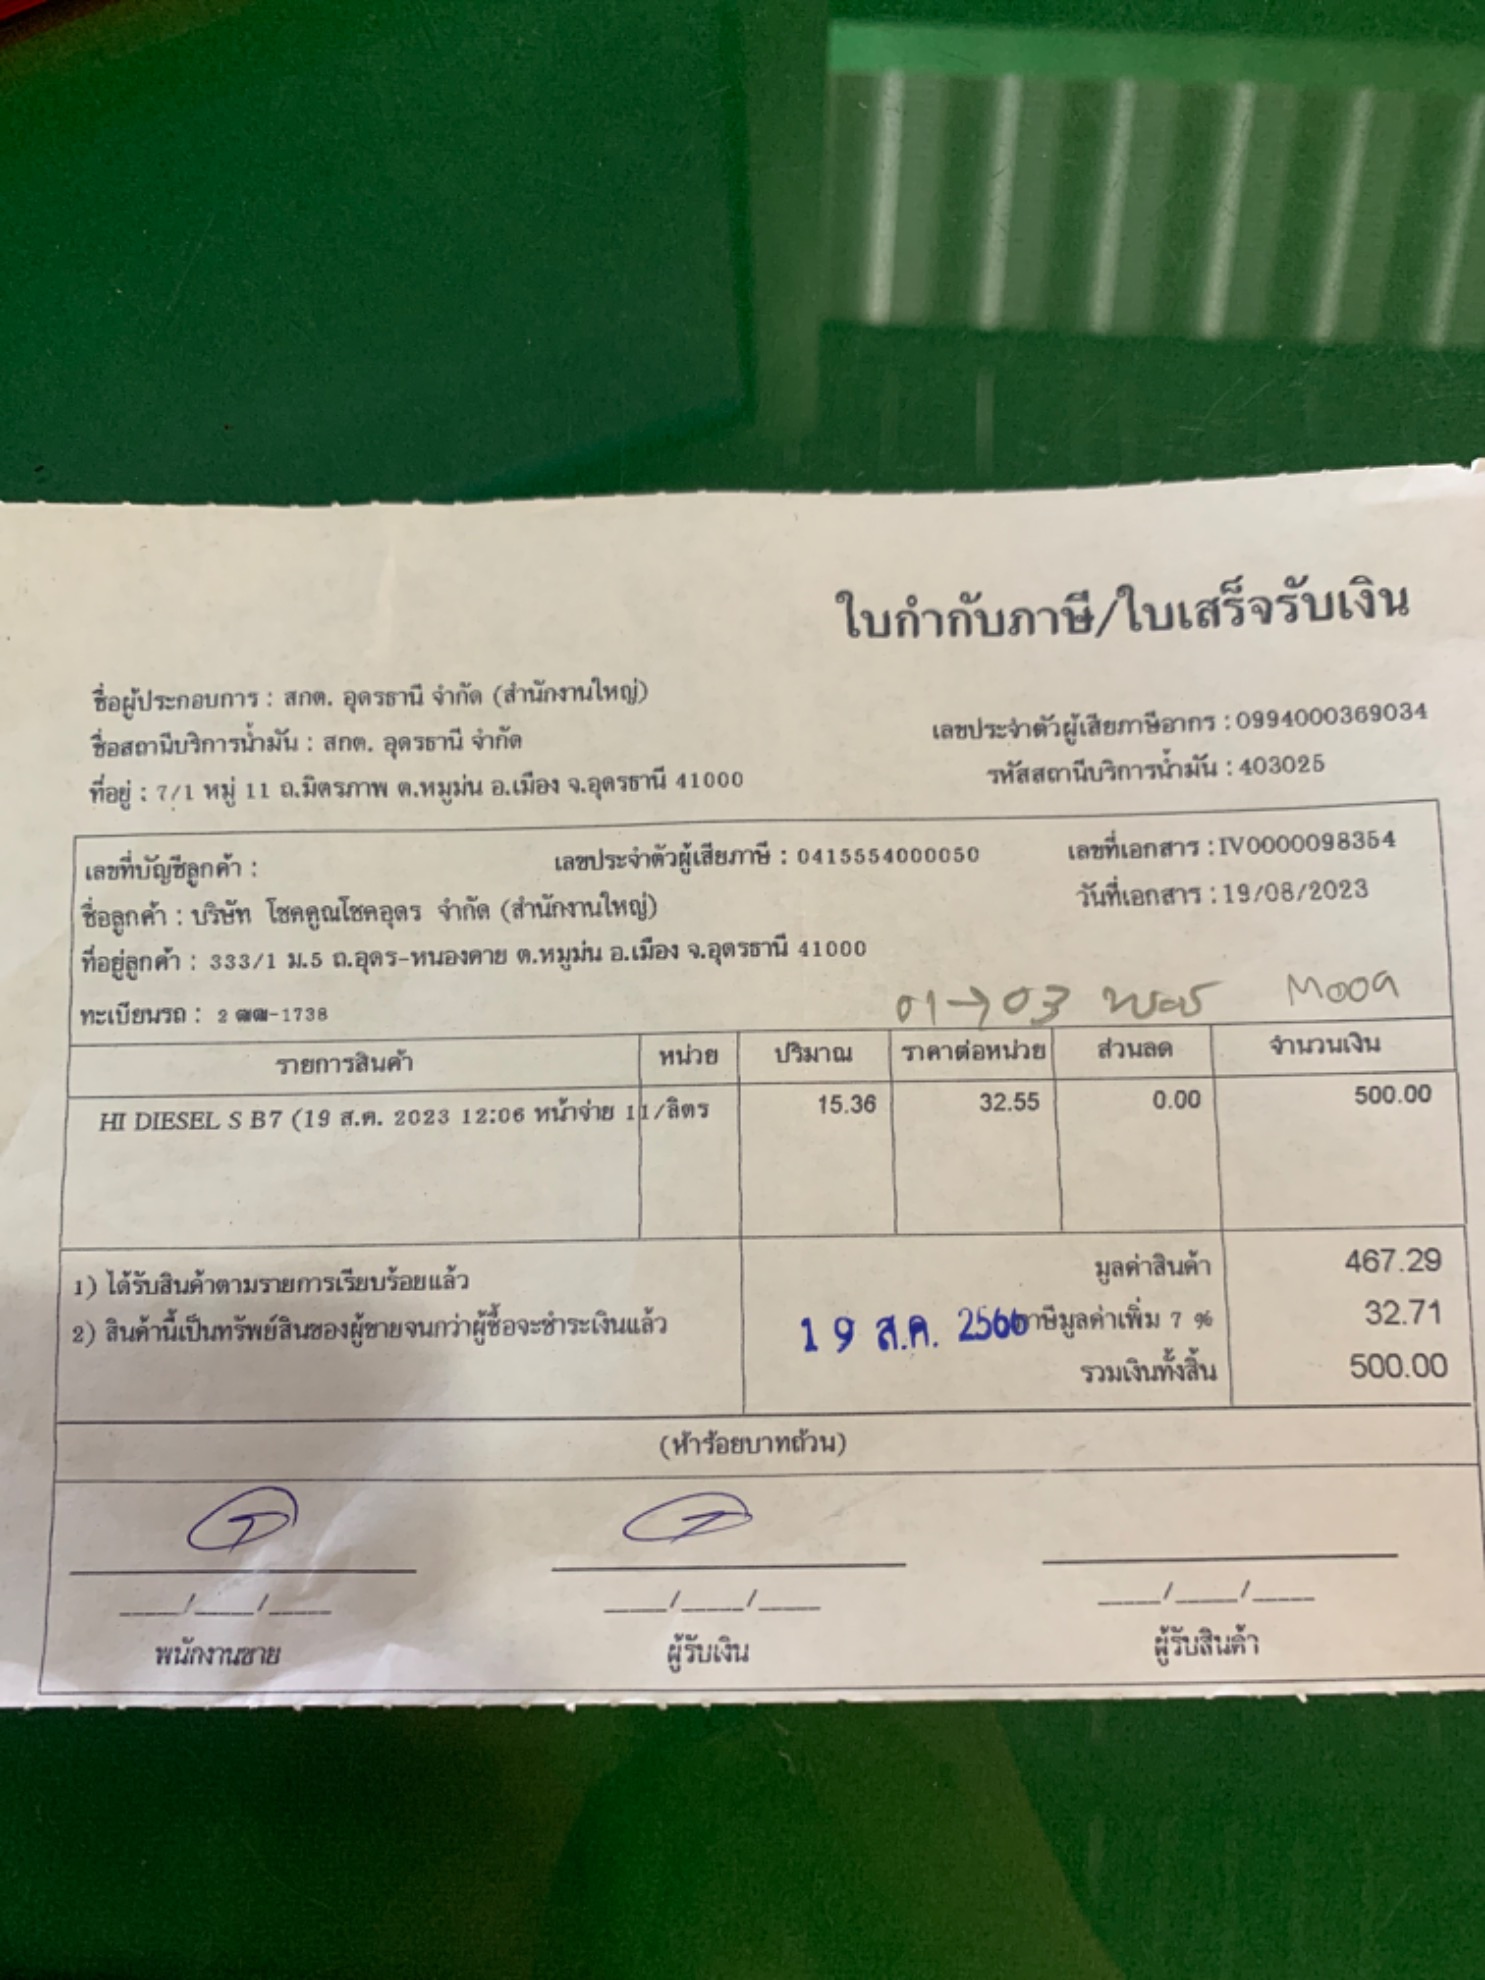 ใบกำกับภาษี/ใบเสร็จรับเงิน
ชื่อผู้ประกอบการ : สกต. อุดรธานี จำกัด (สำนักงานใหญ่)
เลขประจำตัวผู้เสียภาษีอากร : 0994000369034
ชื่อสถานีบริการน้ำมัน : สกต. อุดรธานี จำกัด
รหัสสถานีบริการน้ำมัน : 403025
ที่อยู่ : 7/1 หมู่ 11 ถ.มิตรภาพ ต.หมูม่น อ.เมือง จ.อุดรธานี 41000
เลขที่บัญชีลูกค้า : เลขประจำตัวผู้เสียภาษี : 0415554000050 เลขที่เอกสาร : IV0000098354
ชื่อลูกค้า : บริษัท โชคคูณโชคอุดร จำกัด (สำนักงานใหญ่) วันที่เอกสาร : 19/08/2023
ที่อยู่ลูกค้า : 333/1 ม.5 ถ.อุดร-หนองคาย ต.หมูม่น อ.เมือง จ.อุดรธานี 41000
ทะเบียนรถ : 2 ฒฒ-1738 01→03
รายการสินค้า หน่วย ปริมาณ ราคาต่อหน่วย ส่วนลด จำนวนเงิน
HI DIESEL S B7 (19 ส.ค. 2023 12:06 หน้าจ่าย 11/ลิตร 15.36 32.55 0.00 500.00
1) ได้รับสินค้าตามรายการเรียบร้อยแล้ว มูลค่าสินค้า 467.29
2) สินค้านี้เป็นทรัพย์สินของผู้ขายจนกว่าผู้ซื้อจะชำระเงินแล้ว 19 ส.ค. 2566 ภาษีมูลค่าเพิ่ม 7 % 32.71
รวมเงินทั้งสิ้น 500.00
(ห้าร้อยบาทถ้วน)
____/____/____ ____/____/____ ____/____/____
พนักงานขาย ผู้รับเงิน ผู้รับสินค้า